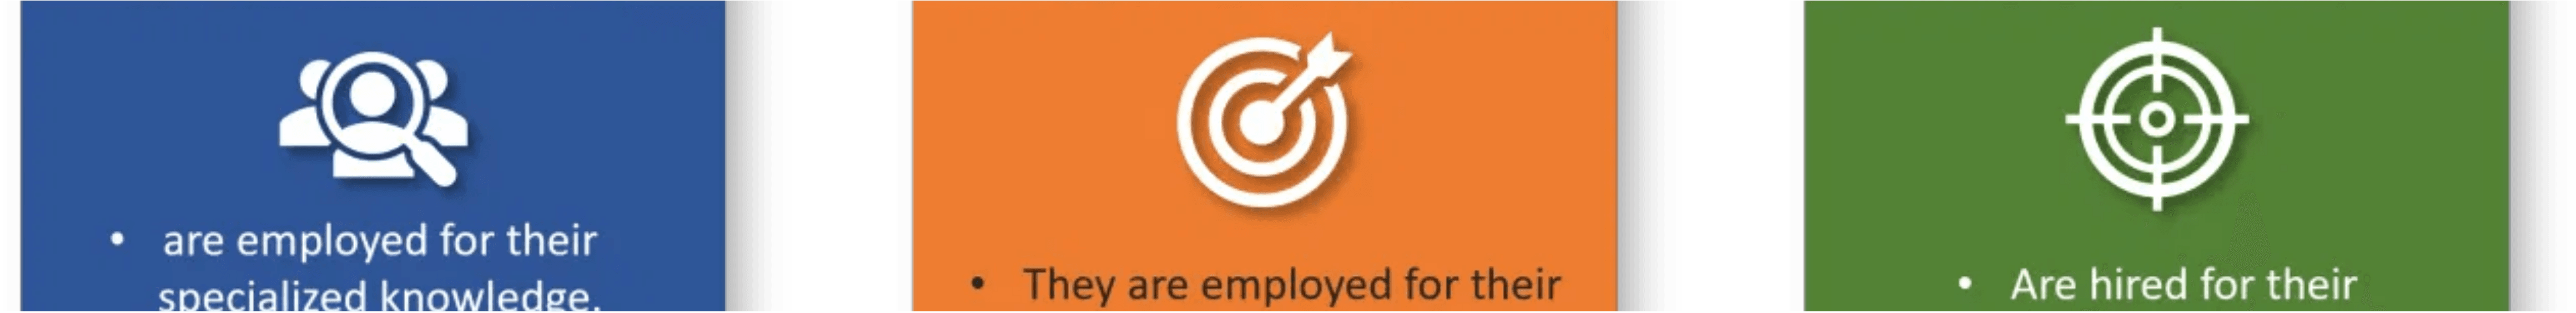 • are employed for their
specialized knowledge.
• They are employed for their
• Are hired for their